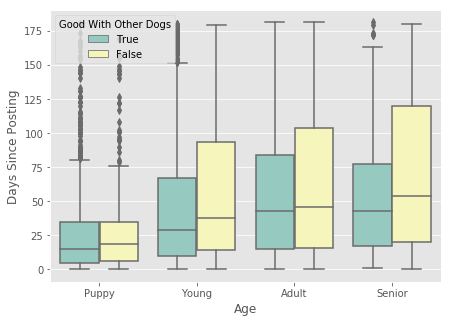 Good With Other Dogs
True
False
175
150
125
100
75
50
25
0
Days Since Posting
Puppy
Young
Adult
Senior
Age